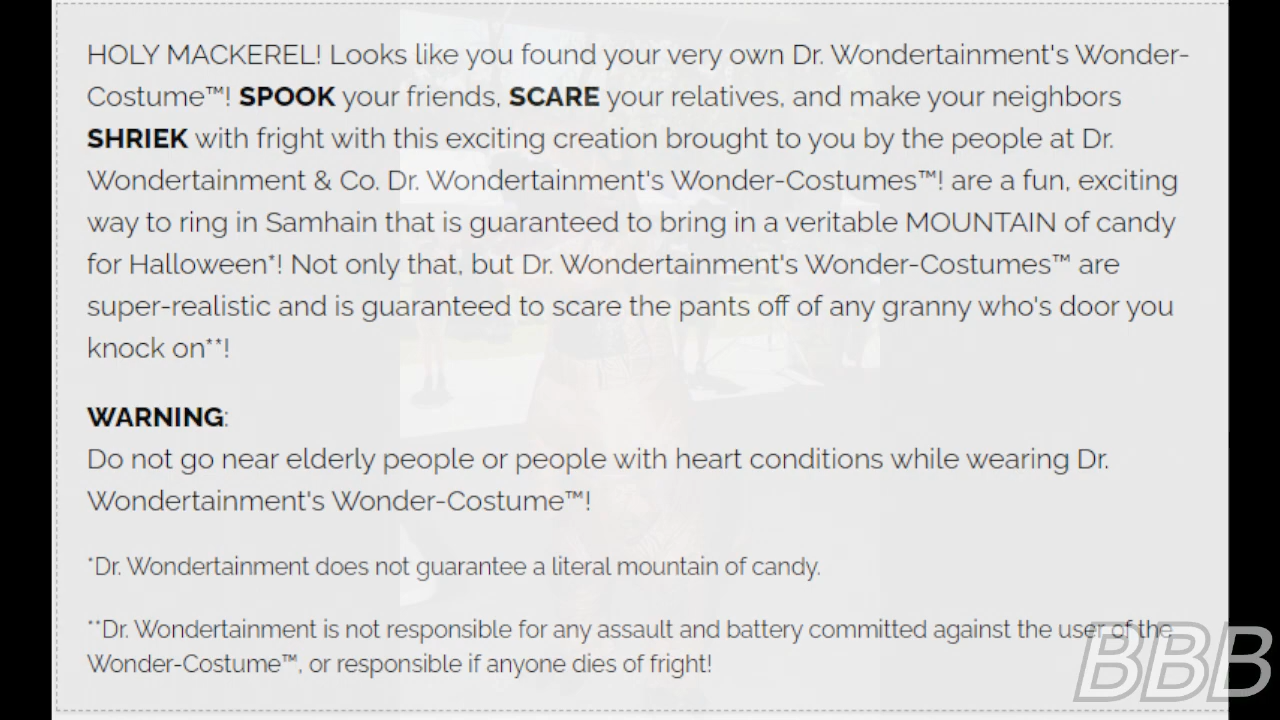 HOLY MACKEREL! Looks like you found your very own Dr. Wondertainment's Wonder-
Costume™! SPOOK your friends, SCARE your relatives, and make your neighbors
SHRIEK with fright with this exciting creation brought to you by the people at Dr.
Wondertainment & Co. Dr. Wondertainment's Wonder-Costumes™! are a fun, exciting
way to ring in Samhain that is guaranteed to bring in a veritable MOUNTAIN of candy
for Halloween*! Not only that, but Dr. Wondertainment's Wonder-Costumes™ are
super-realistic and is guaranteed to scare the pants off of any granny who's door you
knock on**!
WARNING:
Do not go near elderly people or people with heart conditions while wearing Dr.
Wondertainment's Wonder-Costume™!
*Dr. Wondertainment does not guarantee a literal mountain of candy.
**Dr. Wondertainment is not responsible for any assault and battery committed against the user of the
Wonder-Costume™, or responsible if anyone dies of fright!
BBB